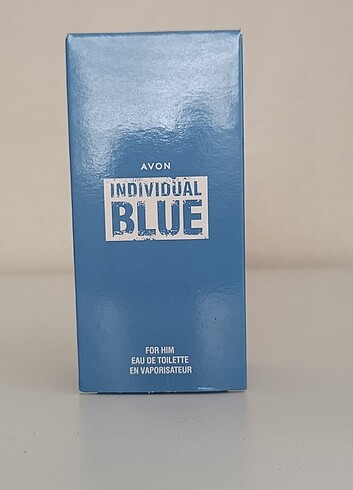 AVON
INDIVIDUAL
BLUE
FOR HIM
EAU DE TOILETTE
EN VAPORISATEUR